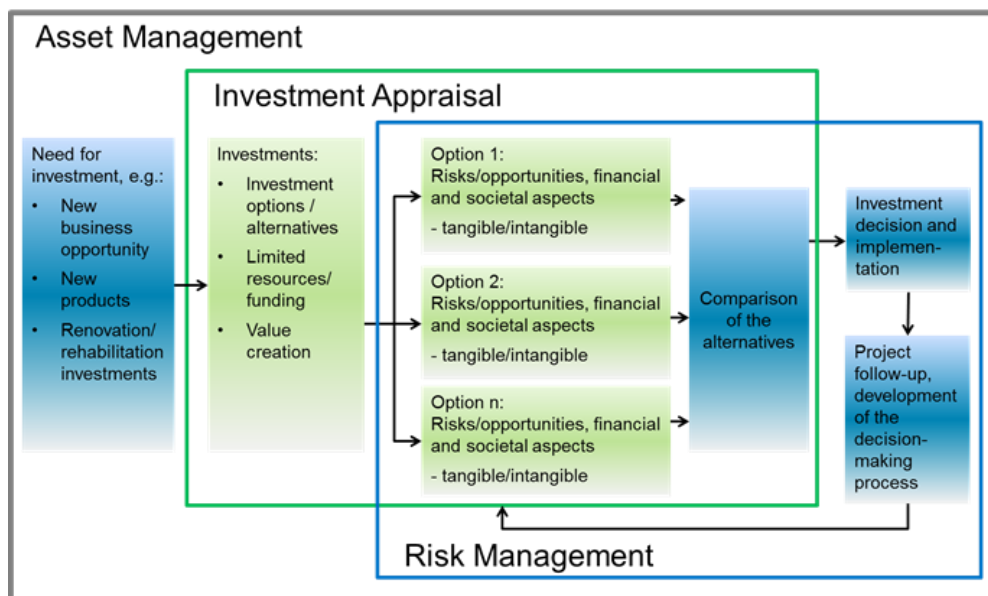 Asset Management
Investment Appraisal
Need for
investment, e.g.:
• New
business
opportunity
• New
products
• Renovation/
rehabilitation
investments
Investments:
• Investment
options /
alternatives
• Limited
resources/
funding
• Value
creation
Option 1:
Risks/opportunities, financial
and societal aspects
- tangible/intangible
Option 2:
Risks/opportunities, financial
and societal aspects
- tangible/intangible
Option n:
Risks/opportunities, financial
and societal aspects
- tangible/intangible
Comparison
of the
alternatives
Investment
decision and
implemen-
tation
Project
follow-up,
development
of the
decision-
making
process
Risk Management